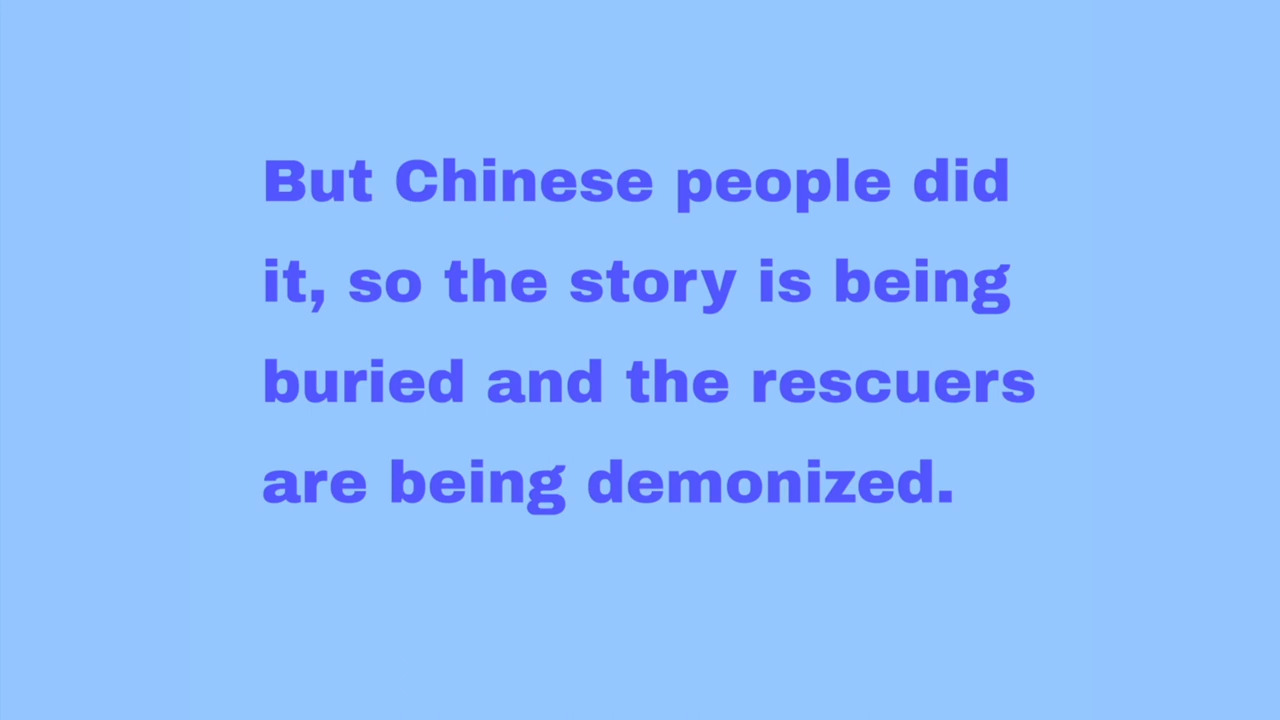 But Chinese people did
it, so the story is being
buried and the rescuers
are being demonized.